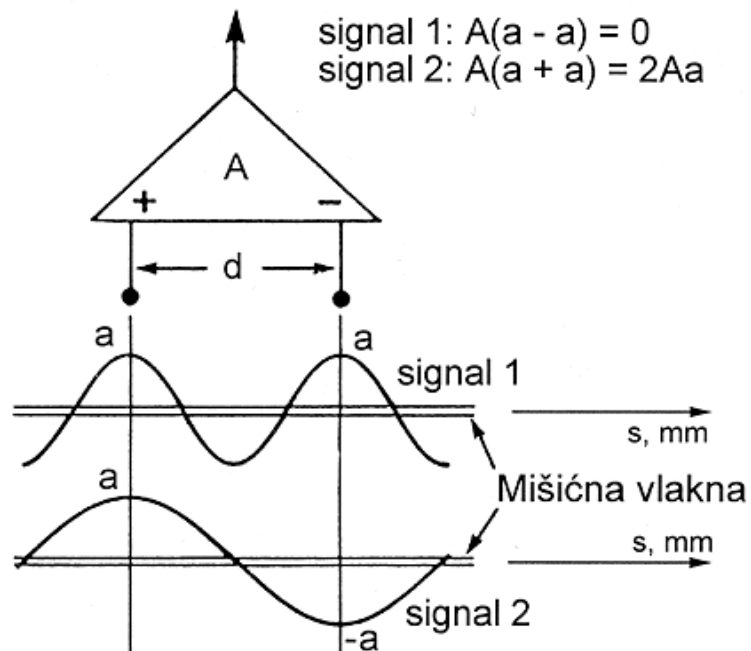 signal 1: A(a - a) = 0
signal 2: A(a + a) = 2Aa
A
+
−
d
a
a
signal 1
s, mm
Mišićna vlakna
a
s, mm
signal 2
-a